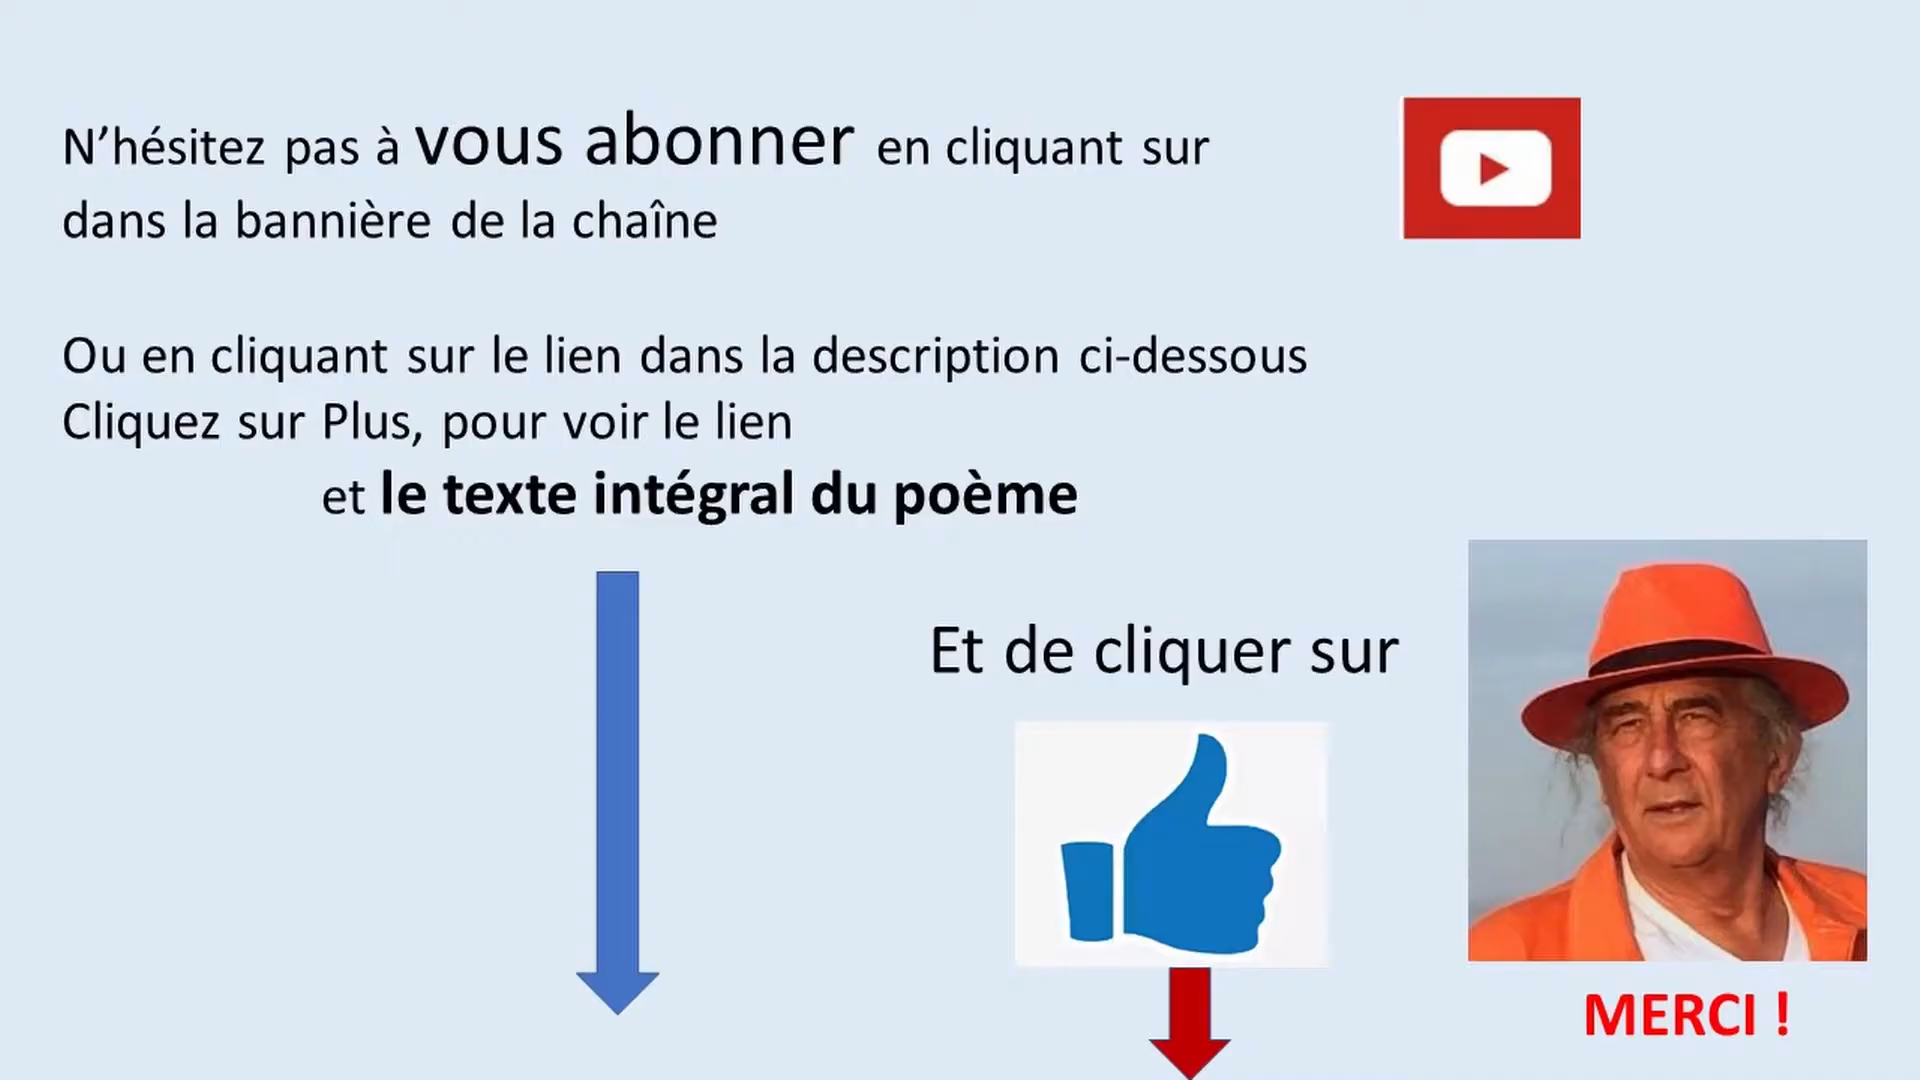 N’hésitez pas à vous abonner en cliquant sur
dans la bannière de la chaîne
Ou en cliquant sur le lien dans la description ci-dessous
Cliquez sur Plus, pour voir le lien
et le texte intégral du poème
Et de cliquer sur
MERCI !